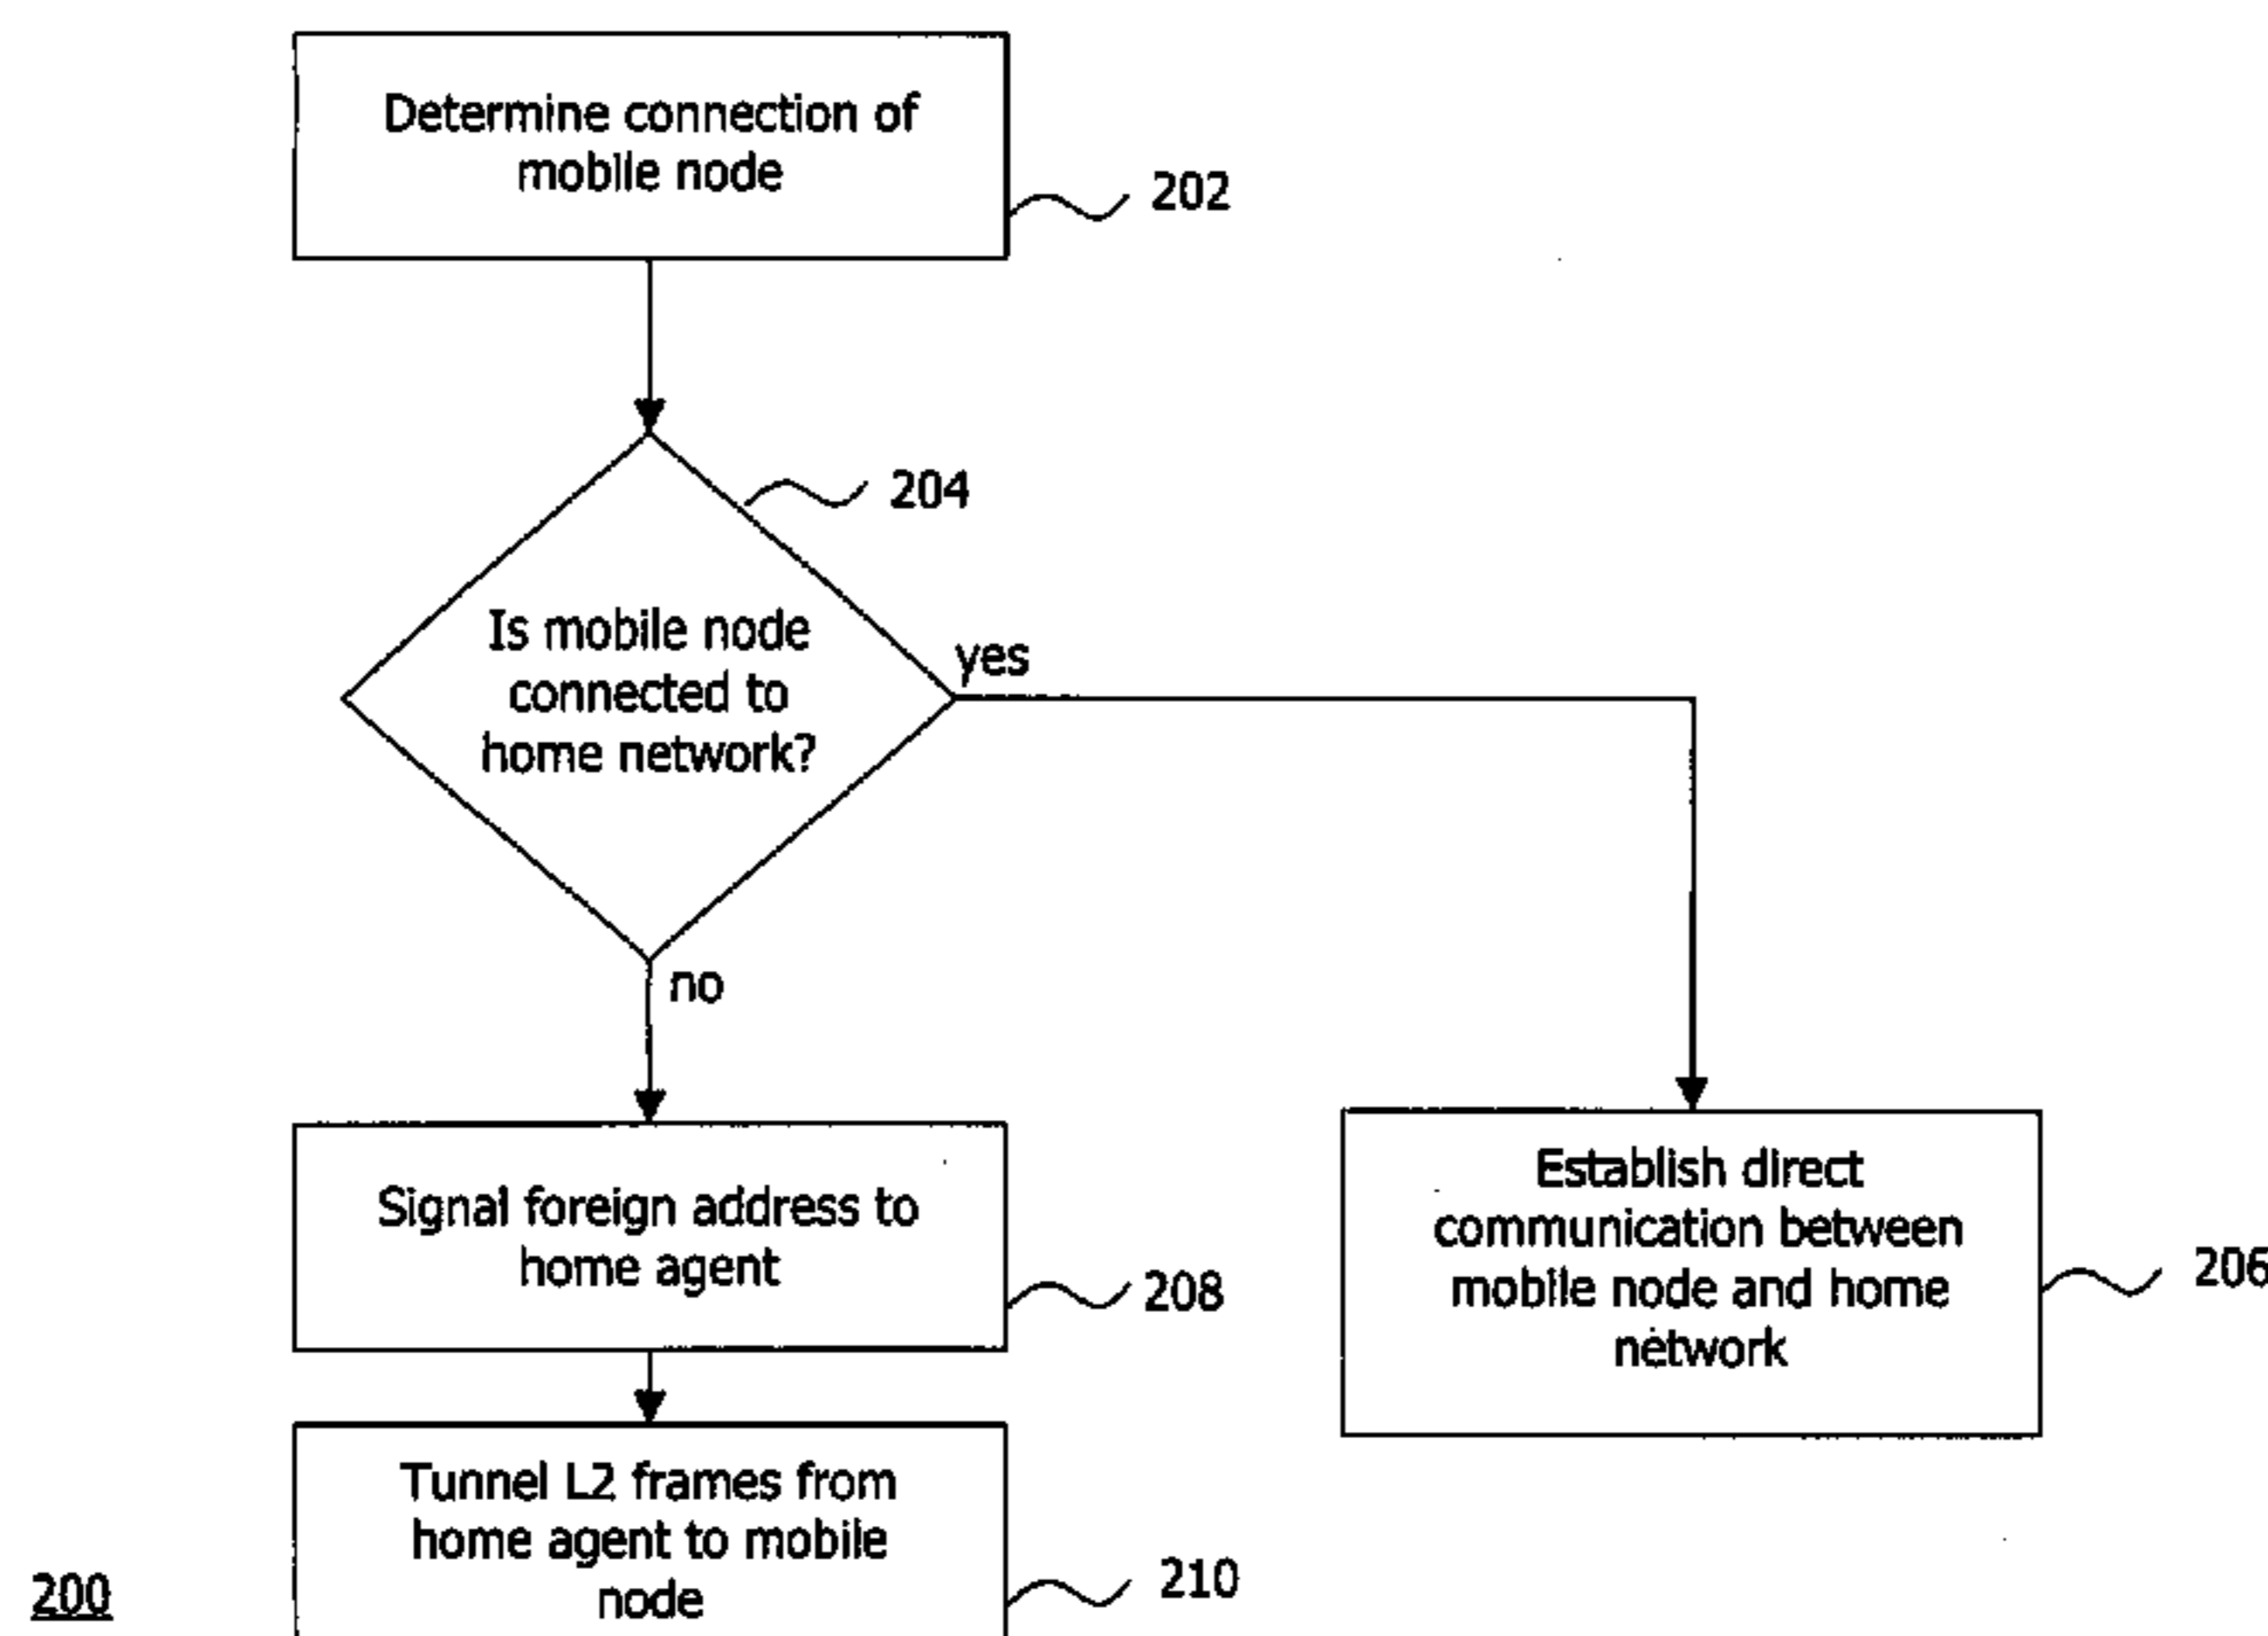 Determine connection of
mobile node
202
204
Is mobile node
connected to
home network?
yes
no
Signal foreign address to
home agent
208
Establish direct
communication between
mobile node and home
network
206
Tunnel L2 frames from
home agent to mobile
node
210
200